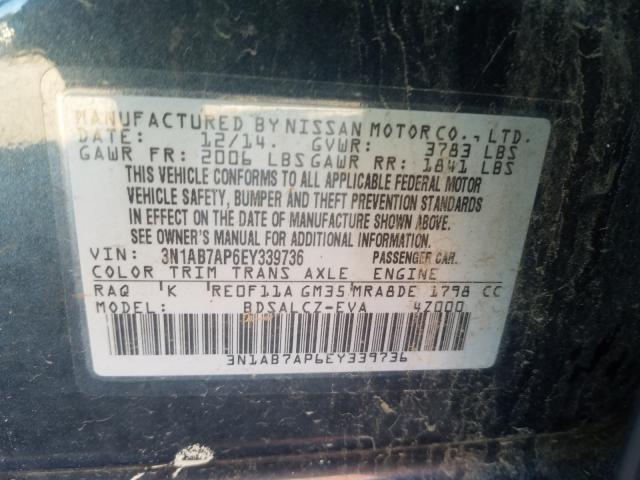 MANUFACTURED BY NISSAN MOTOR CO., LTD.
DATE: 12/14. GVWR: 3783 LBS
GAWR FR: 2006 LBS GAWR RR: 1841 LBS
THIS VEHICLE CONFORMS TO ALL APPLICABLE FEDERAL MOTOR
VEHICLE SAFETY, BUMPER AND THEFT PREVENTION STANDARDS
IN EFFECT ON THE DATE OF MANUFACTURE SHOWN ABOVE.
SEE OWNER'S MANUAL FOR ADDITIONAL INFORMATION.
VIN: 3N1AB7AP6EY339736 PASSENGER CAR.
COLOR TRIM TRANS AXLE ENGINE
RAQ K RE0F11A GM35 MRA8DE 1798 CC
MODEL: BDSALCZ-EVA 4Z000
3N1AB7AP6EY339736